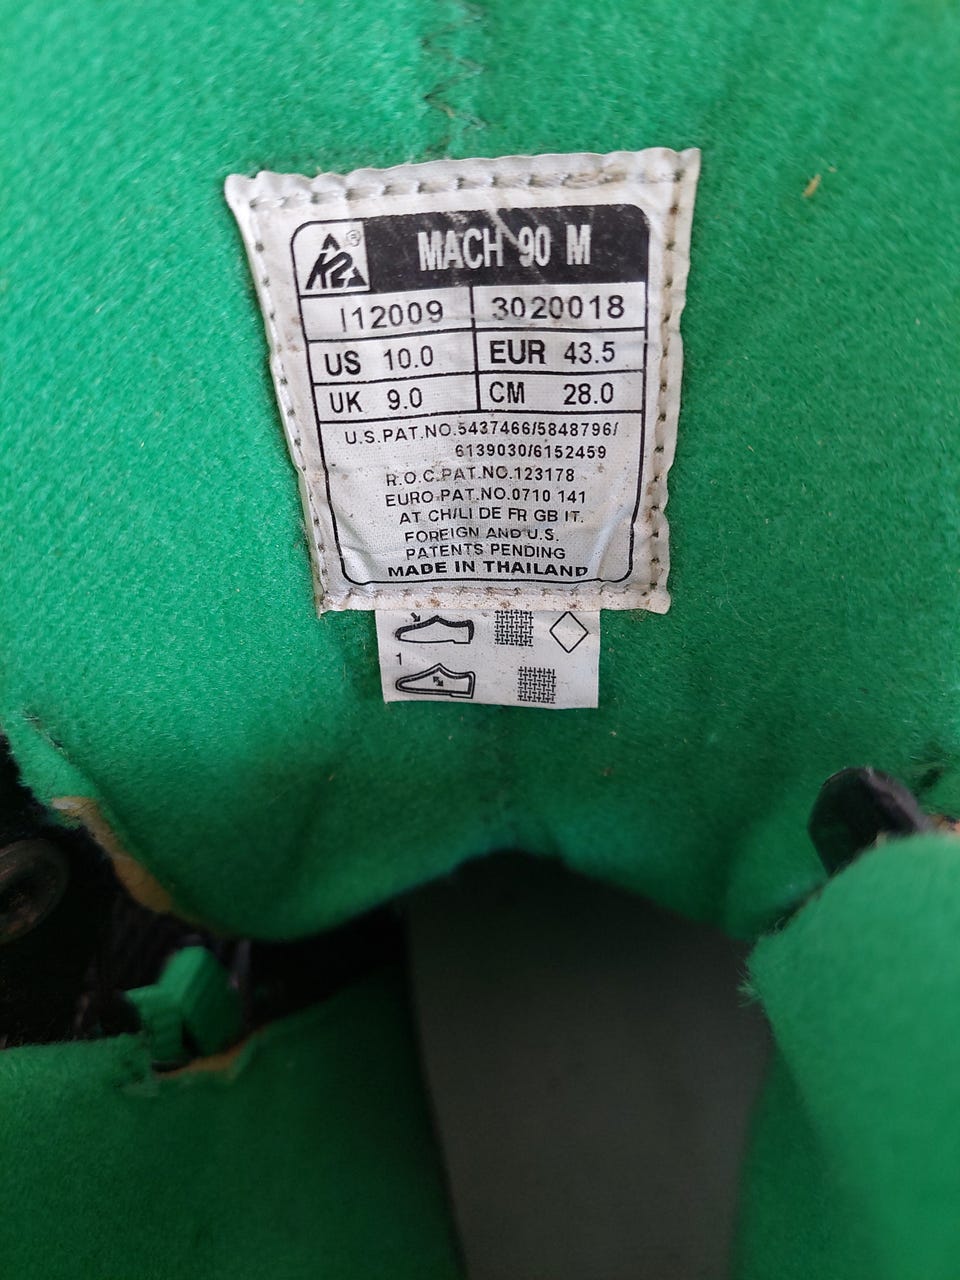 K2® MACH 90 M
I12009 3020018
US 10.0 EUR 43.5
UK 9.0 CM 28.0
U.S.PAT.NO.5437466/5848796/
6139030/6152459
R.O.C.PAT.NO.123178
EURO.PAT.NO.0710 141
AT CH/LI DE FR GB IT.
FOREIGN AND U.S.
PATENTS PENDING
MADE IN THAILAND
1